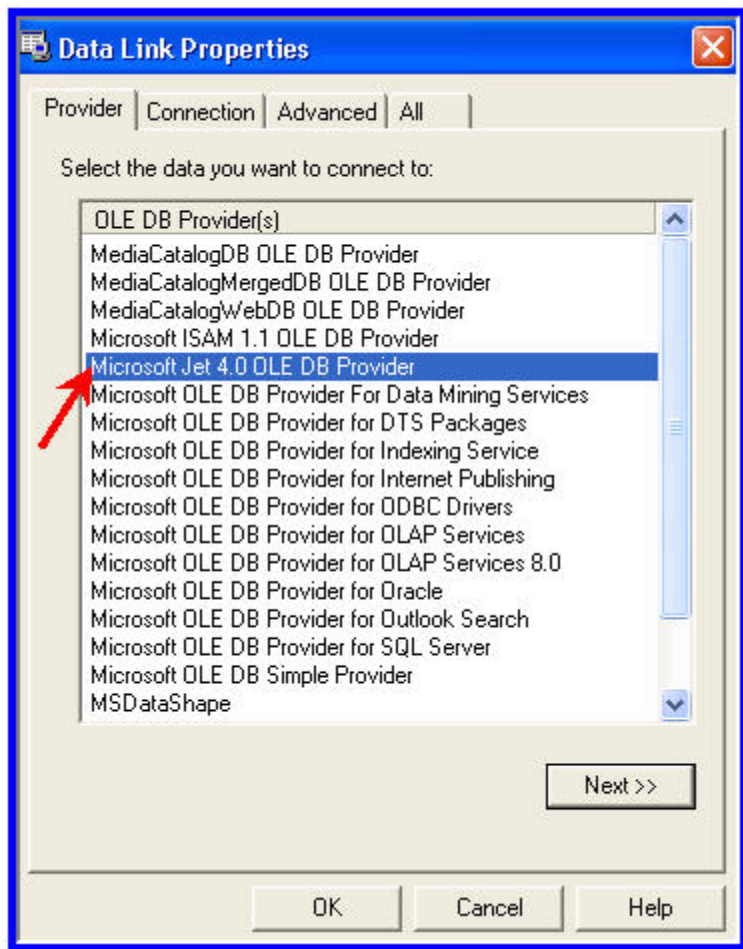 Data Link Properties
Provider Connection Advanced All
Select the data you want to connect to:
OLE DB Provider(s)
MediaCatalogDB OLE DB Provider
MediaCatalogMergedDB OLE DB Provider
MediaCatalogWebDB OLE DB Provider
Microsoft ISAM 1.1 OLE DB Provider
Microsoft Jet 4.0 OLE DB Provider
Microsoft OLE DB Provider For Data Mining Services
Microsoft OLE DB Provider for DTS Packages
Microsoft OLE DB Provider for Indexing Service
Microsoft OLE DB Provider for Internet Publishing
Microsoft OLE DB Provider for ODBC Drivers
Microsoft OLE DB Provider for OLAP Services
Microsoft OLE DB Provider for OLAP Services 8.0
Microsoft OLE DB Provider for Oracle
Microsoft OLE DB Provider for Outlook Search
Microsoft OLE DB Provider for SQL Server
Microsoft OLE DB Simple Provider
MSDataShape
Next >>
OK Cancel Help